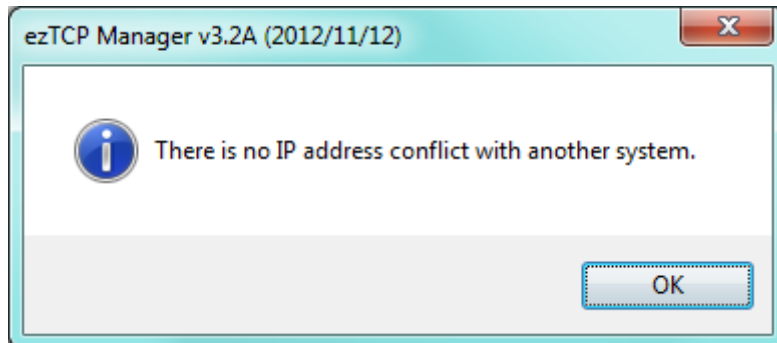 ezTCP Manager v3.2A (2012/11/12)
There is no IP address conflict with another system.
OK